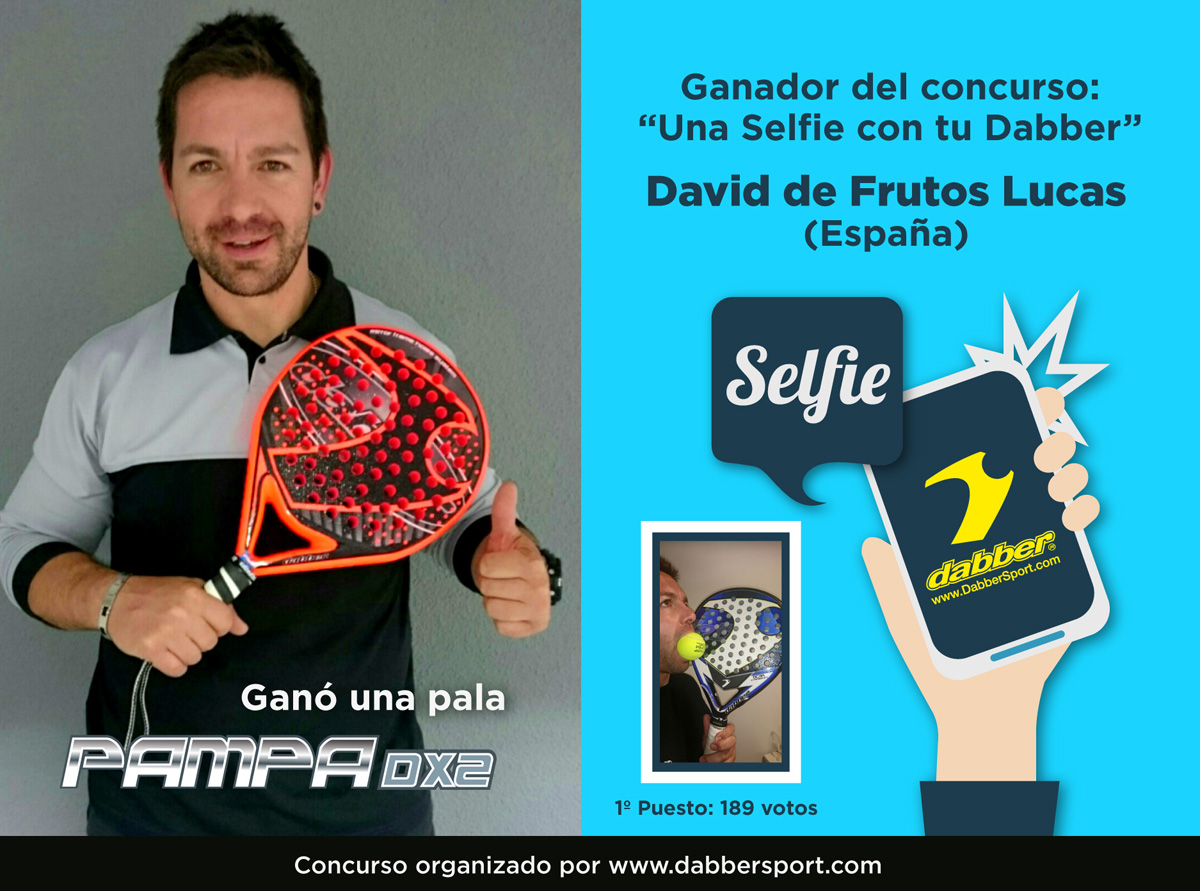 Ganador del concurso:
“Una Selfie con tu Dabber”
David de Frutos Lucas
(España)
Selfie
dabber®
www.DabberSport.com
Ganó una pala
PAMPA DX2
1º Puesto: 189 votos
Concurso organizado por www.dabbersport.com